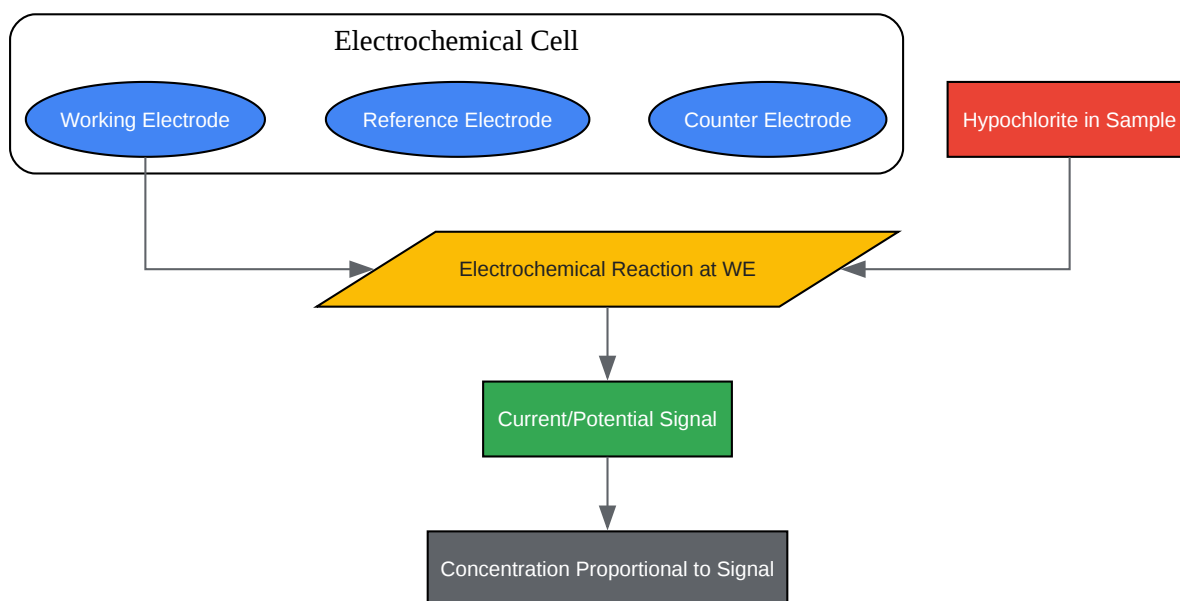 Electrochemical Cell
Working Electrode
Reference Electrode
Counter Electrode
Hypochlorite in Sample
Electrochemical Reaction at WE
Current/Potential Signal
Concentration Proportional to Signal